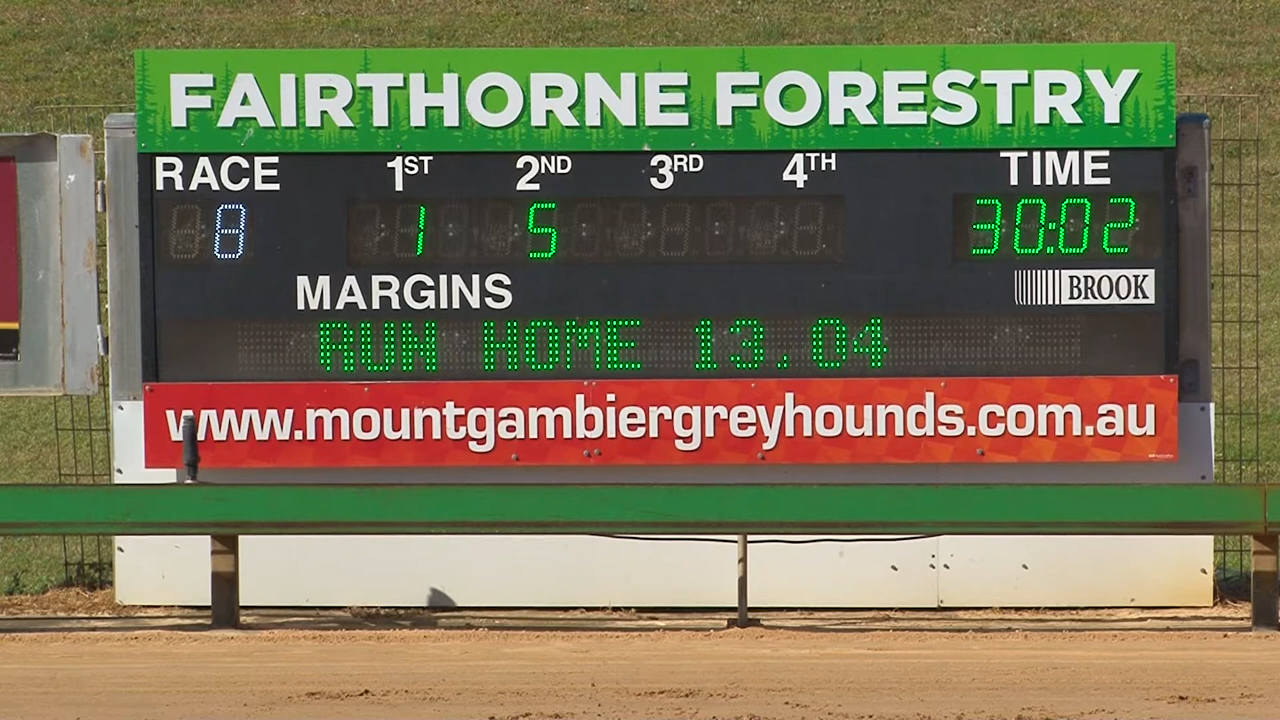 FAIRTHORNE FORESTRY
RACE 1ST 2ND 3RD 4TH TIME
8 1 5 30:02
MARGINS BROOK
RUN HOME 13.04
www.mountgambiergreyhounds.com.au